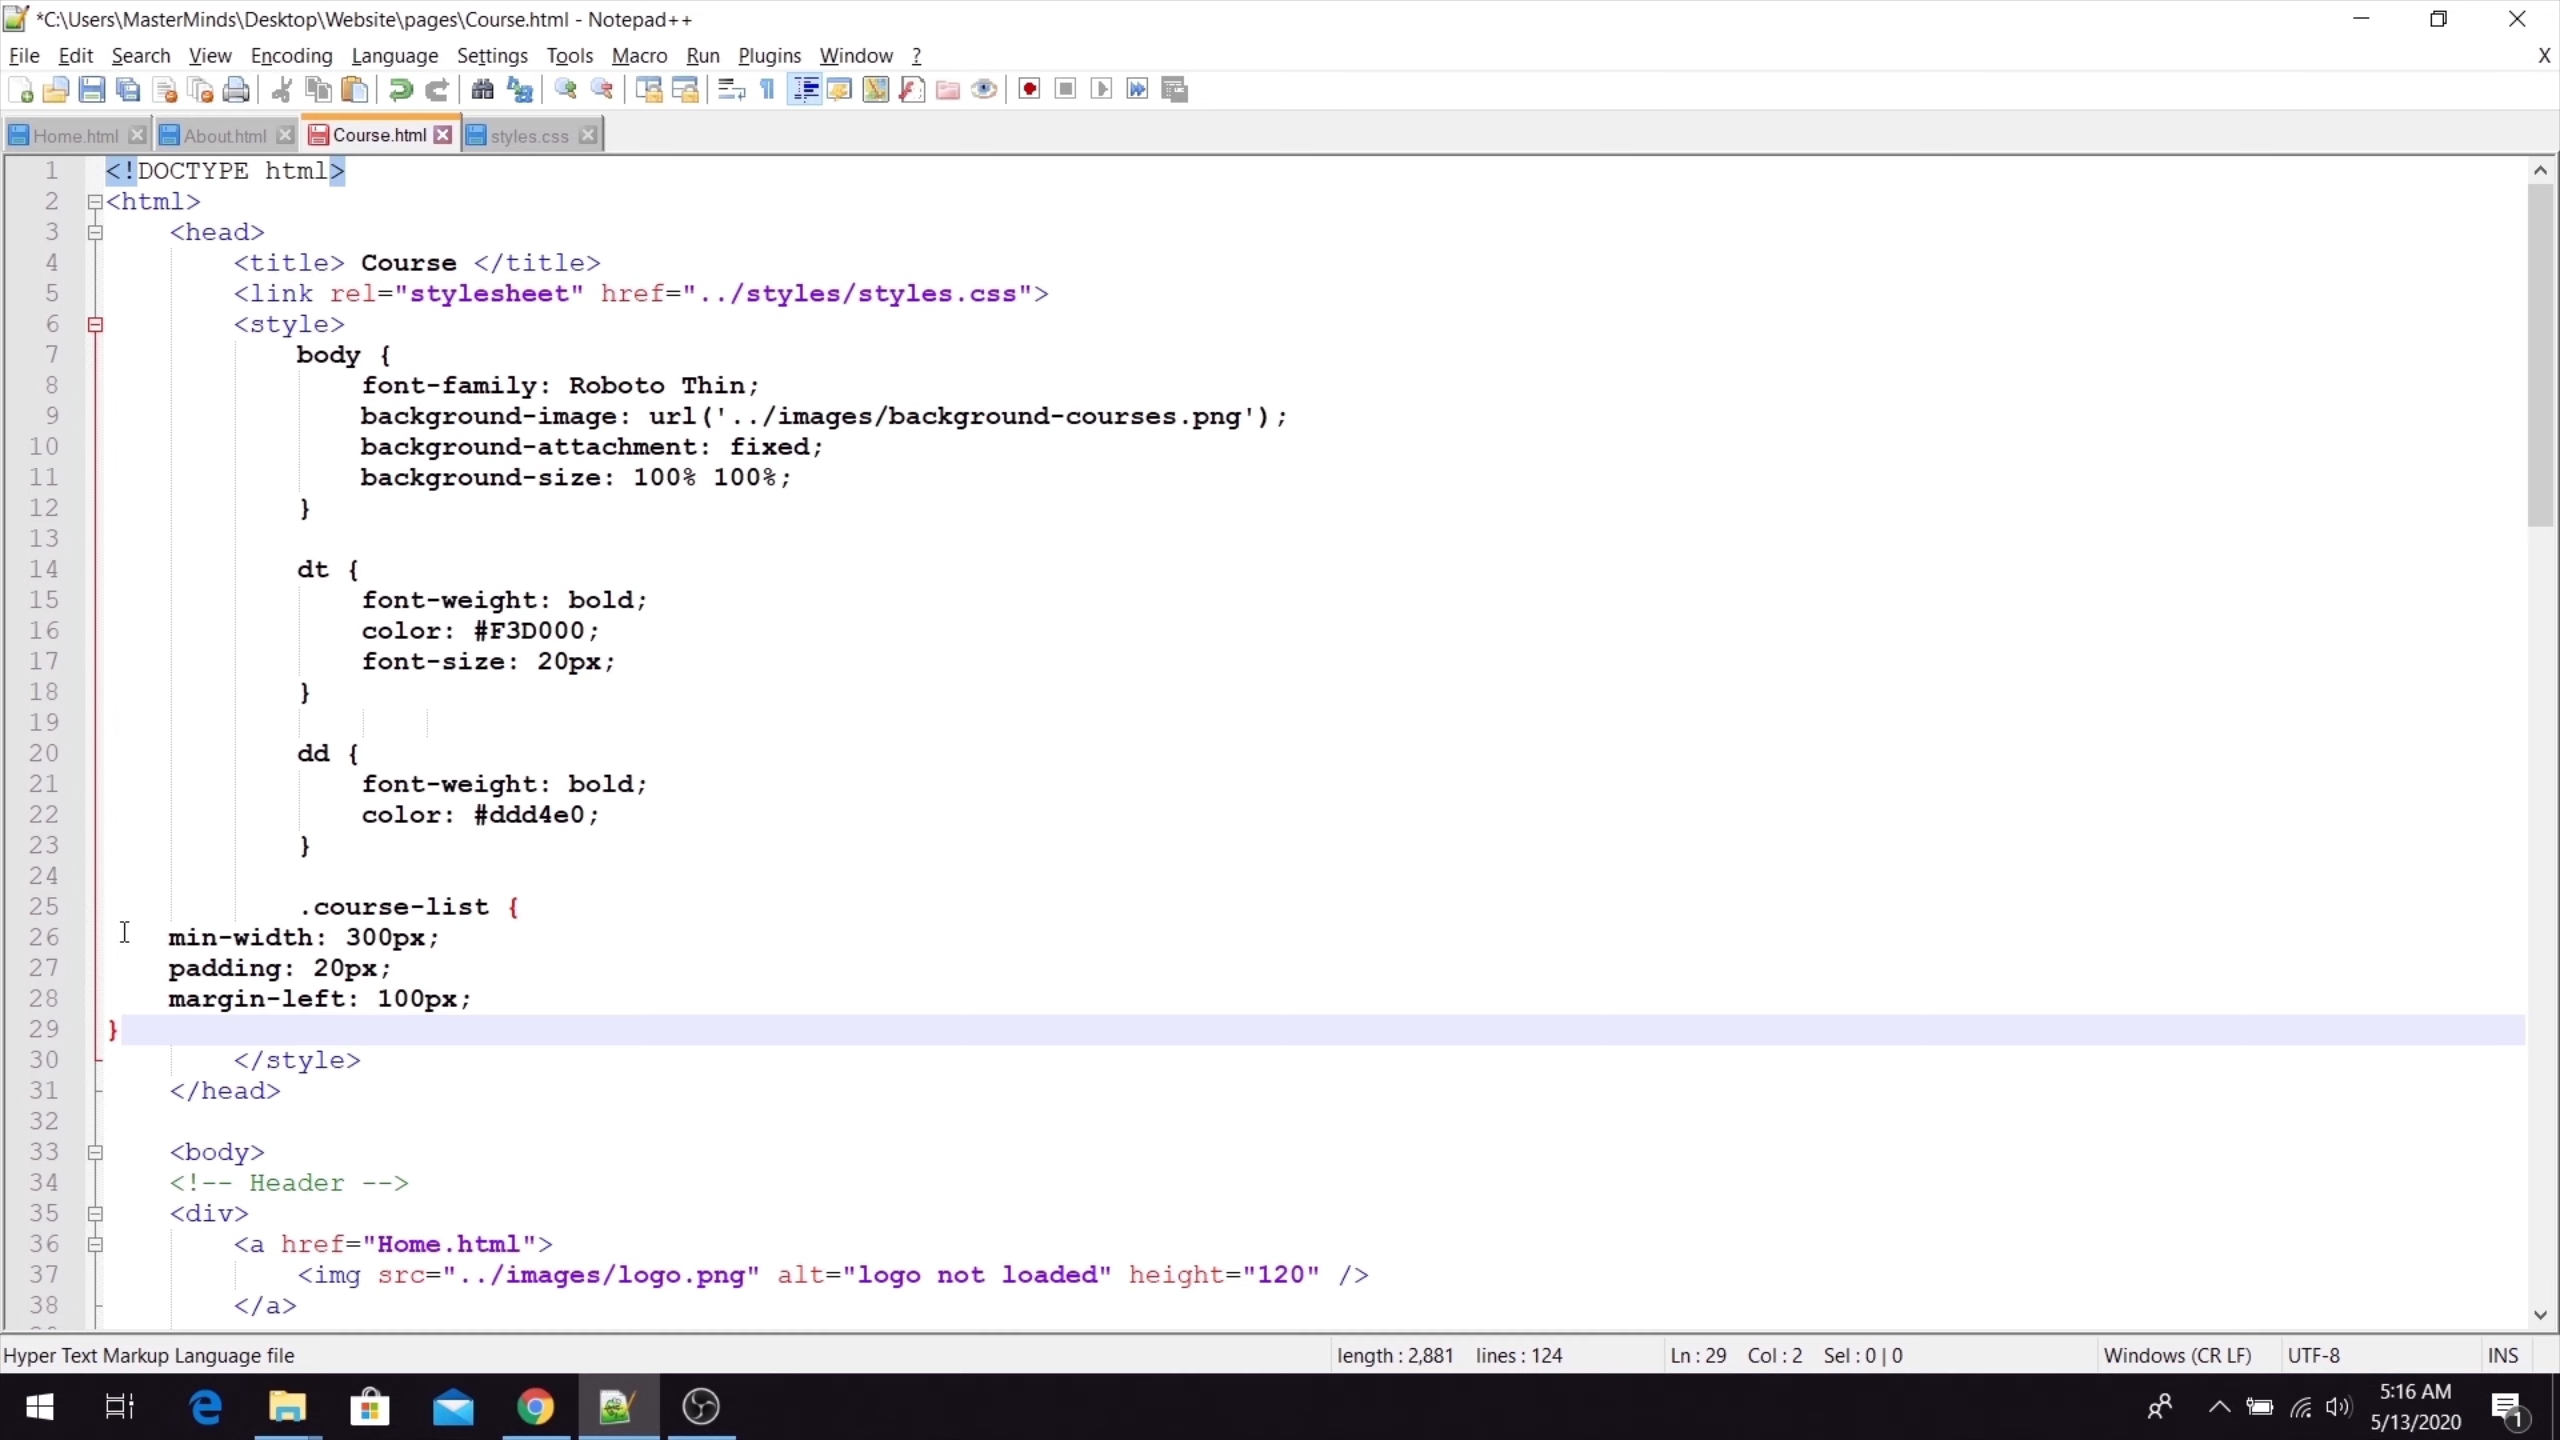 *C:\Users\MasterMinds\Desktop\Website\pages\Course.html - Notepad++
File Edit Search View Encoding Language Settings Tools Macro Run Plugins Window ? X
Home.html About.html Course.html styles.css
1 <!DOCTYPE html>
2 <html>
3 <head>
4 <title> Course </title>
5 <link rel="stylesheet" href="../styles/styles.css">
6 <style>
7 body {
8 font-family: Roboto Thin;
9 background-image: url('../images/background-courses.png');
10 background-attachment: fixed;
11 background-size: 100% 100%;
12 }
13
14 dt {
15 font-weight: bold;
16 color: #F3D000;
17 font-size: 20px;
18 }
19
20 dd {
21 font-weight: bold;
22 color: #ddd4e0;
23 }
24
25 .course-list {
26 min-width: 300px;
27 padding: 20px;
28 margin-left: 100px;
29 }
30 </style>
31 </head>
32
33 <body>
34 <!-- Header -->
35 <div>
36 <a href="Home.html">
37 <img src="../images/logo.png" alt="logo not loaded" height="120" />
38 </a>
Hyper Text Markup Language file length : 2,881 lines : 124 Ln : 29 Col : 2 Sel : 0 | 0 Windows (CR LF) UTF-8 INS
5:16 AM
5/13/2020
1